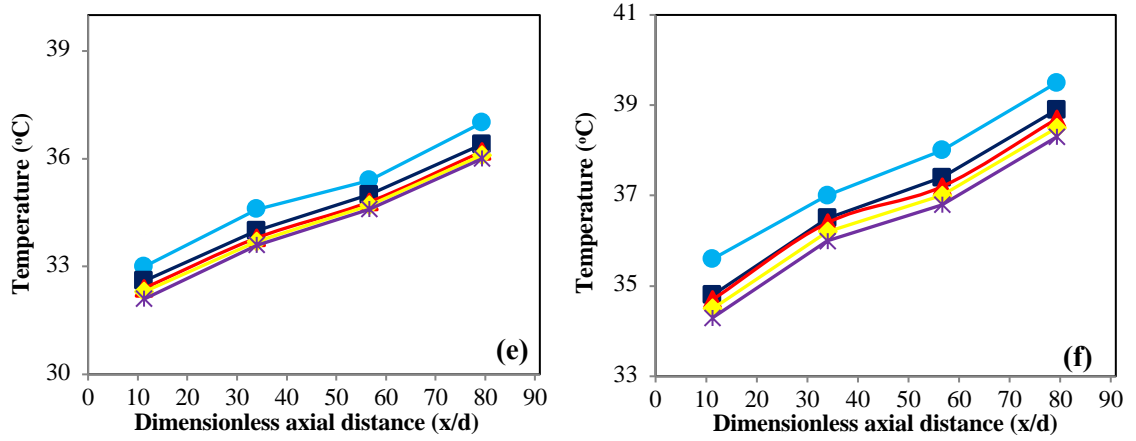 39
36
33
30
Temperature (°C)
0 10 20 30 40 50 60 70 80 90
Dimensionless axial distance (x/d)
(e)
41
39
37
35
33
Temperature (°C)
0 10 20 30 40 50 60 70 80 90
Dimensionless axial distance (x/d)
(f)